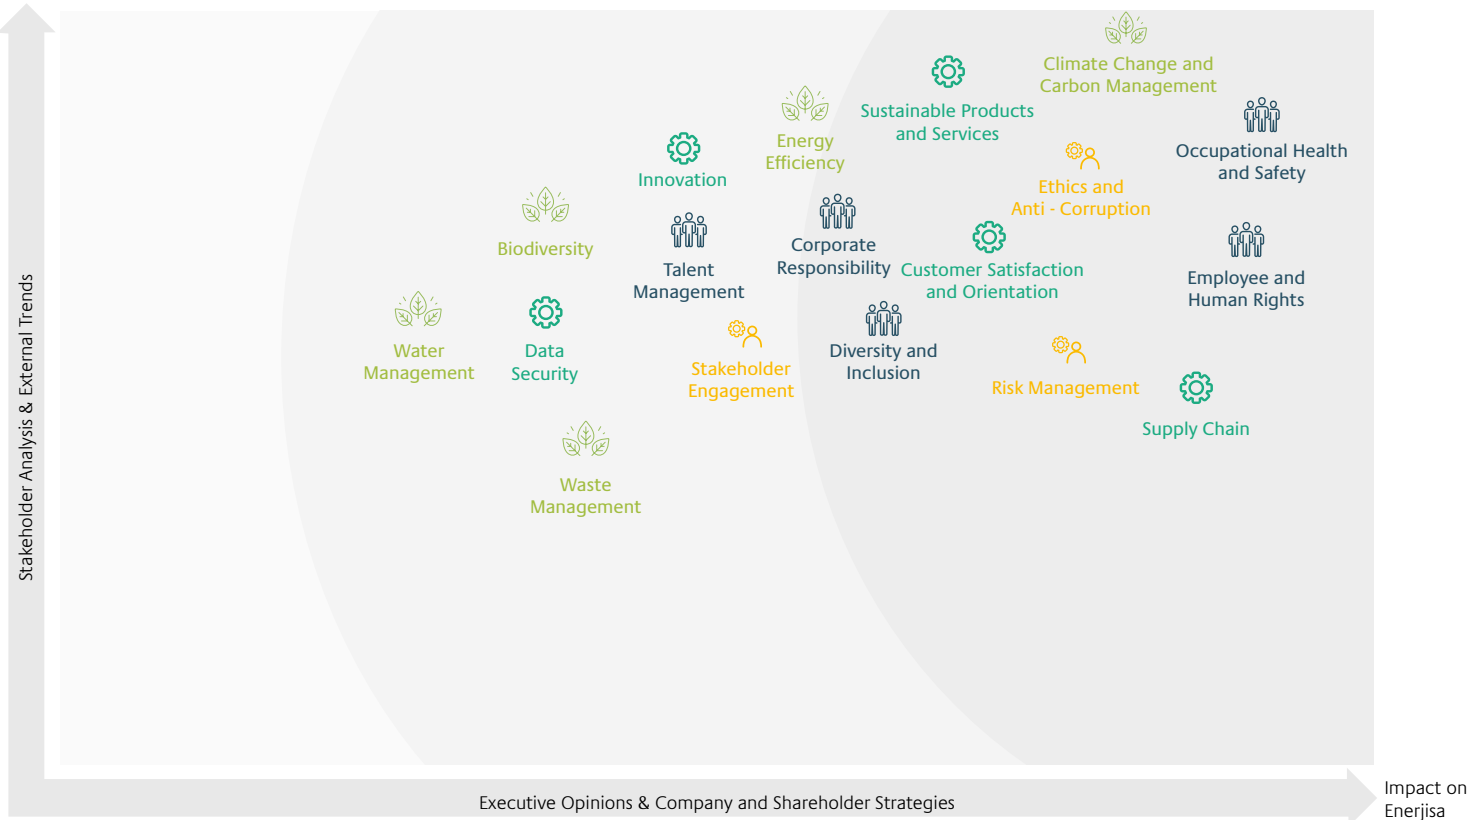 Climate Change and
Carbon Management
Sustainable Products
and Services
Energy
Efficiency
Occupational Health
and Safety
Innovation
Ethics and
Anti - Corruption
Biodiversity
Talent
Management
Corporate
Responsibility
Customer Satisfaction
and Orientation
Employee and
Human Rights
Water
Management
Data
Security
Stakeholder
Engagement
Diversity and
Inclusion
Risk Management
Supply Chain
Waste
Management
Stakeholder Analysis & External Trends
Executive Opinions & Company and Shareholder Strategies
Impact on
Enerjisa